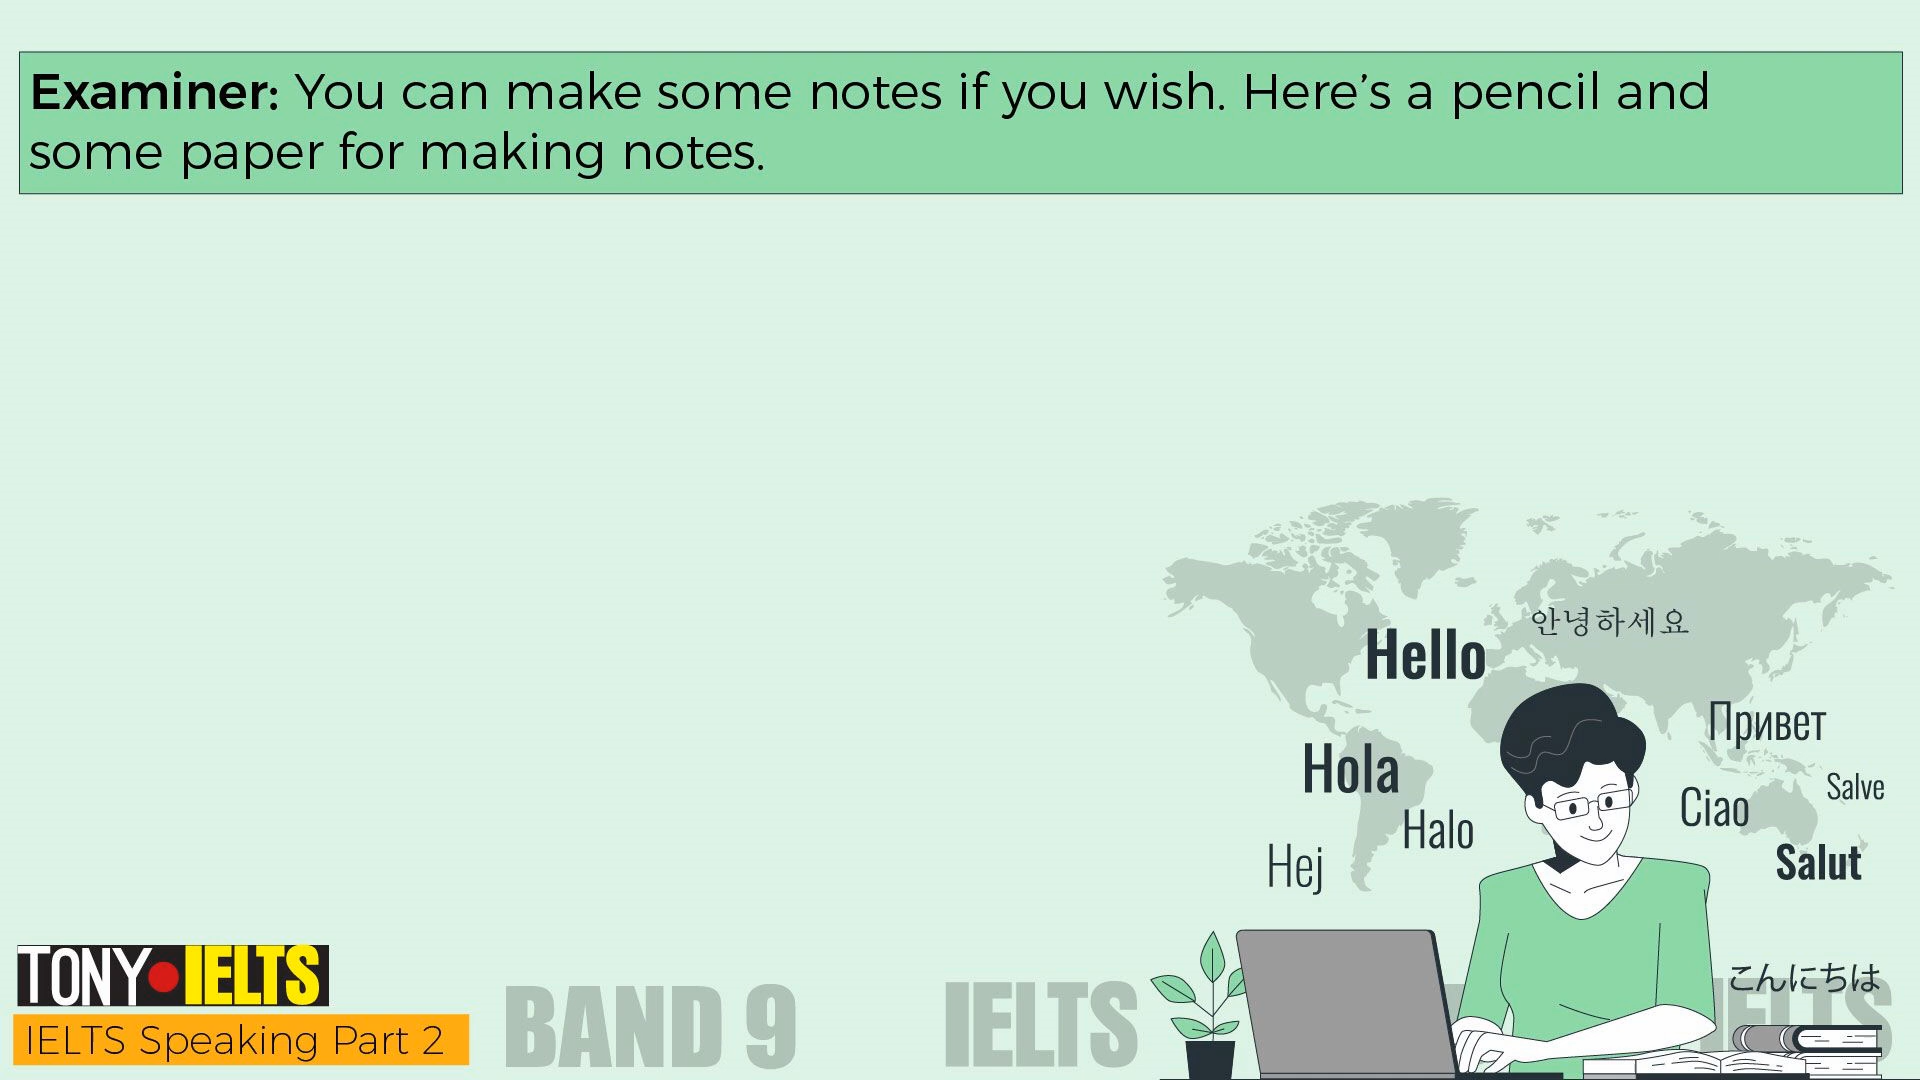 Examiner: You can make some notes if you wish. Here’s a pencil and
some paper for making notes.
안녕하세요
Hello
Привет
Hola
Salve
Ciao
Halo
Salut
Hej
TONY IELTS
こんにちは
BAND 9
IELTS
IELTS
IELTS Speaking Part 2